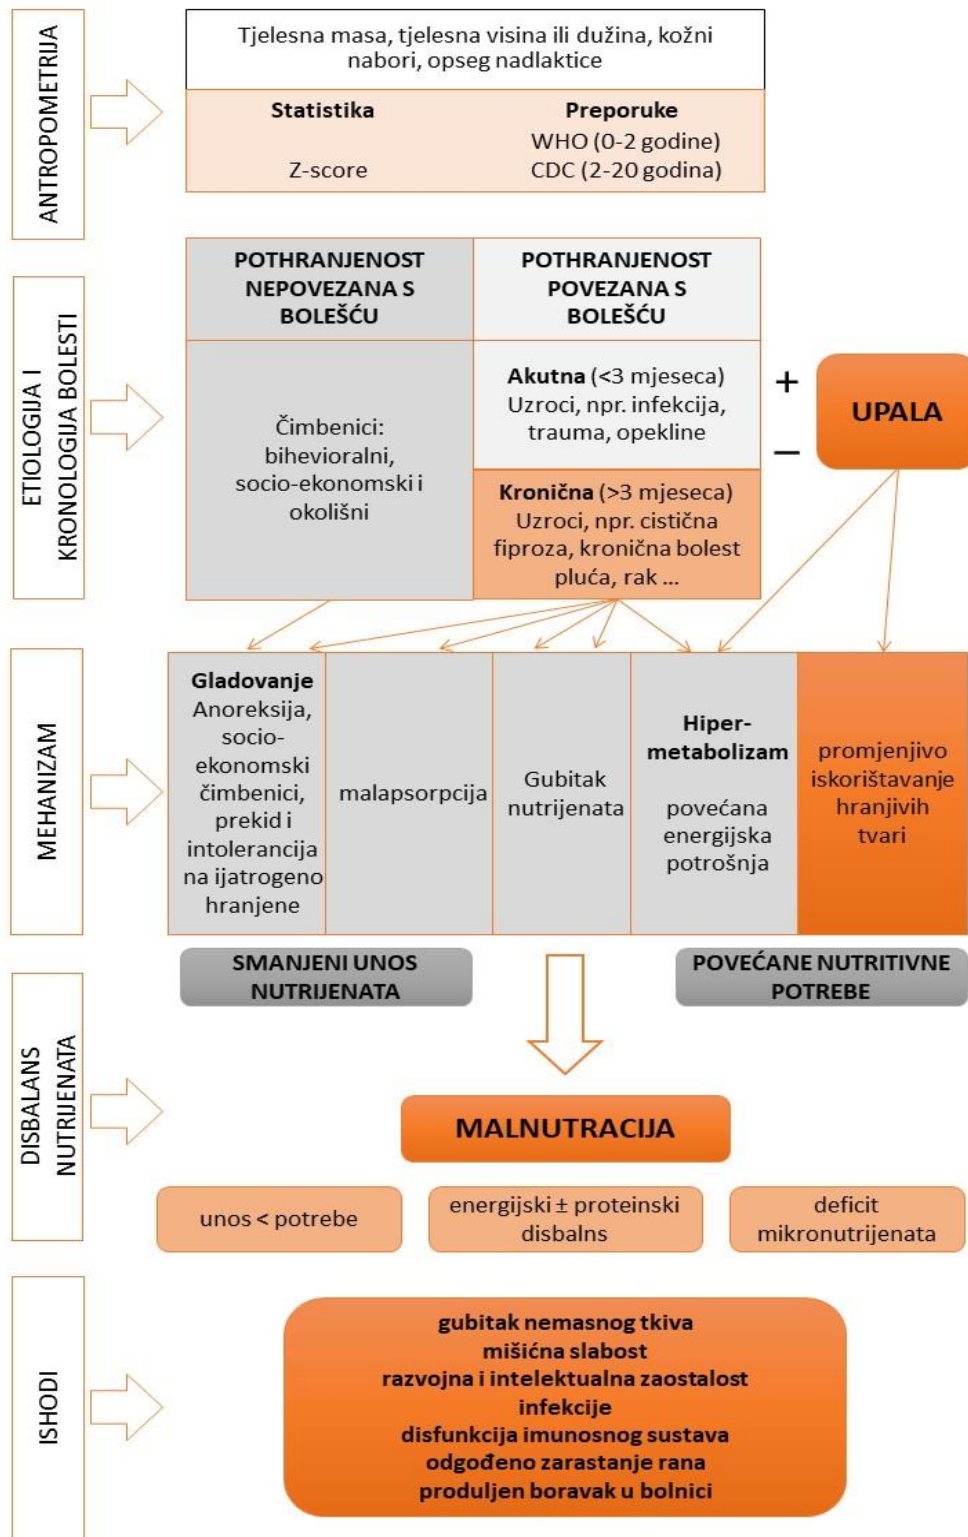 ANTROPOMETRIJA
Tjelesna masa, tjelesna visina ili dužina, kožni
nabori, opseg nadlaktice
Statistika
Preporuke
WHO (0-2 godine)
Z-score
CDC (2-20 godina)
ETIOLOGIJA I
KRONOLOGIJA BOLESTI
POTHRANJENOST
NEPOVEZANA S
BOLEŠĆU
POTHRANJENOST
POVEZANA S
BOLEŠĆU
Čimbenici:
bihevioralni,
socio-ekonomski i
okolišni
Akutna (<3 mjeseca)
Uzroci, npr. infekcija,
trauma, opekline
Kronična (>3 mjeseca)
Uzroci, npr. cistična
fiproza, kronična bolest
pluća, rak ...
+
–
UPALA
MEHANIZAM
Gladovanje
Anoreksija,
socio-
ekonomski
čimbenici,
prekid i
intolerancija
na ijatrogeno
hranjene
malapsorpcija
Gubitak
nutrijenata
Hiper-
metabolizam
povećana
energijska
potrošnja
promjenjivo
iskorištavanje
hranjivih
tvari
SMANJENI UNOS
NUTRIJENATA
POVEĆANE NUTRITIVNE
POTREBE
DISBALANS
NUTRIJENATA
MALNUTRACIJA
unos < potrebe
energijski ± proteinski
disbalns
deficit
mikronutrijenata
ISHODI
gubitak nemasnog tkiva
mišićna slabost
razvojna i intelektualna zaostalost
infekcije
disfunkcija imunosnog sustava
odgođeno zarastanje rana
produljen boravak u bolnici